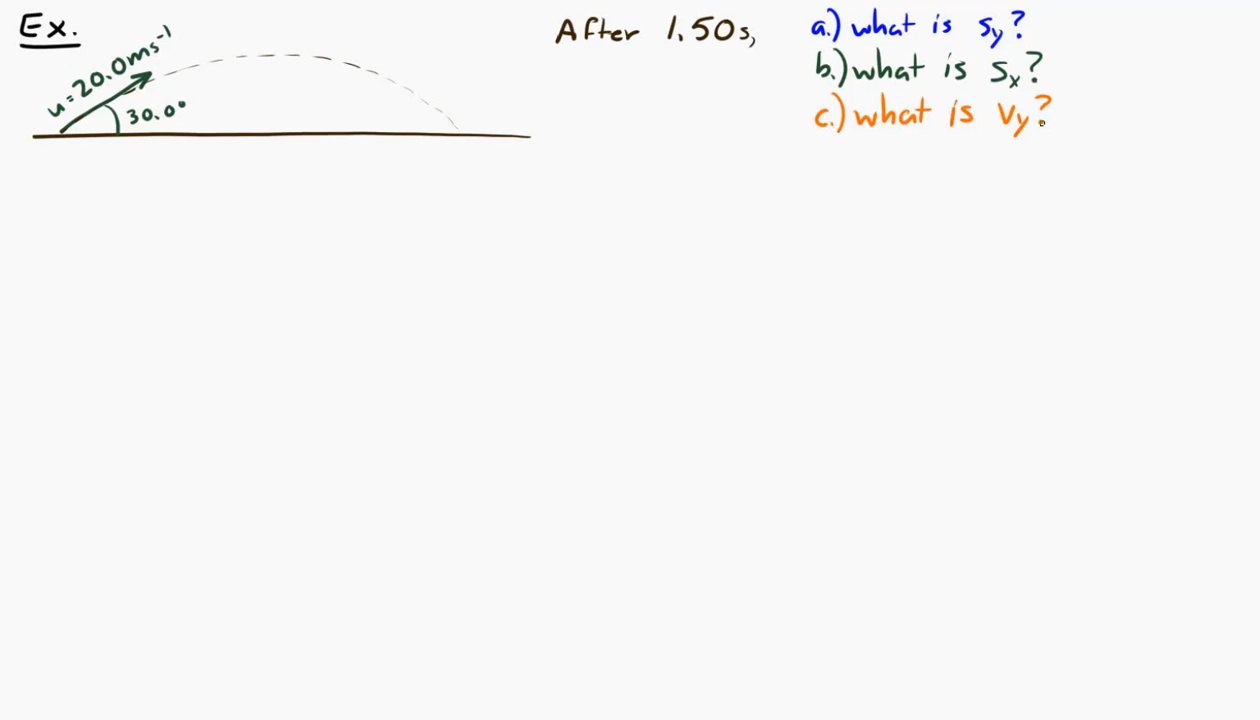 Ex.
u = 20.0ms⁻¹
30.0°
After 1.50s,
a.) what is sy?
b.) what is sx?
c.) what is vy?